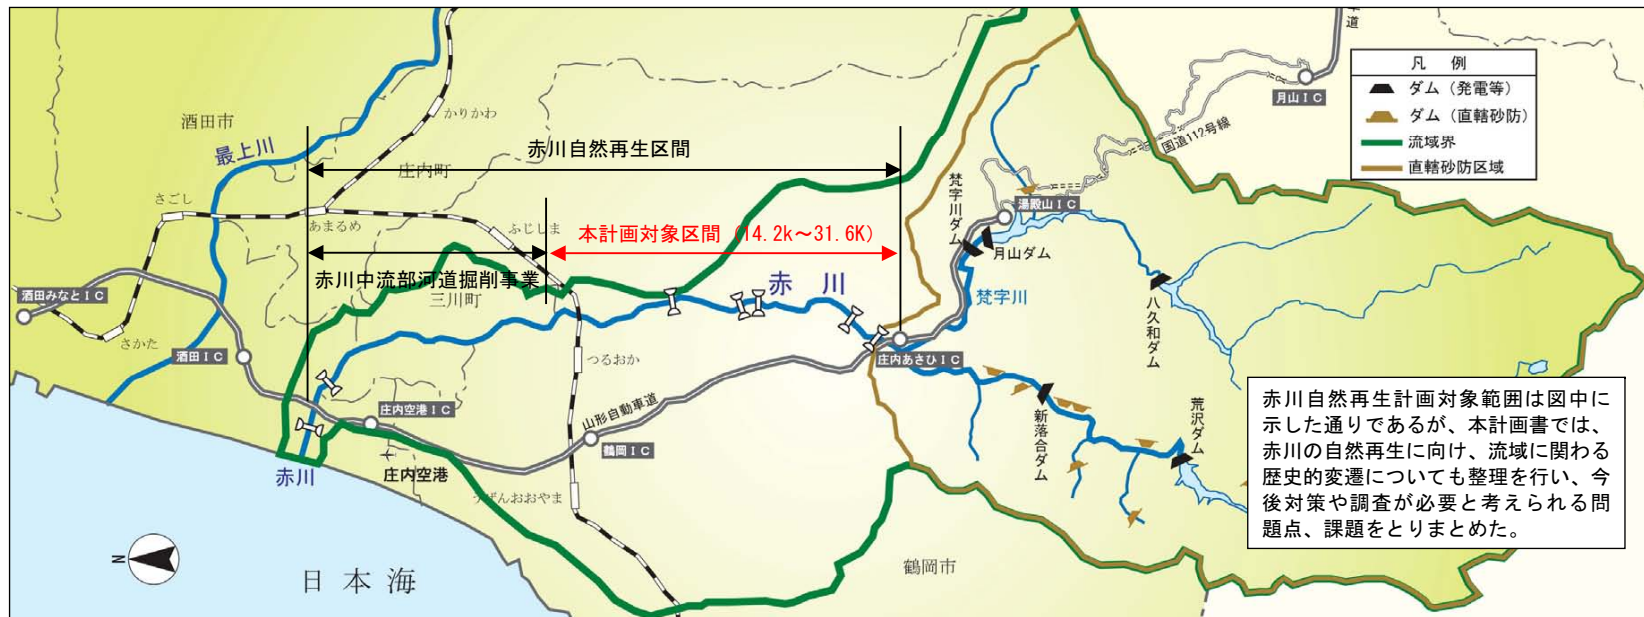 凡 例
ダム（発電等）
ダム（直轄砂防）
流域界
直轄砂防区域
車道
月山ＩＣ
国道112号線
酒田市
最上川
かりかわ
赤川自然再生区間
庄内町
さごし
あまるめ
ふじしま
本計画対象区間（14.2k～31.6K）
赤川中流部河道掘削事業
三川町
梵字川ダム
湯殿山ＩＣ
月山ダム
梵字川
八久和ダム
赤 川
酒田みなとＩＣ
さかた
酒田ＩＣ
つるおか
庄内あさひＩＣ
庄内空港ＩＣ
山形自動車道
新落合ダム
荒沢ダム
鶴岡ＩＣ
庄内空港
赤川
うぜんおおやま
鶴岡市
日 本 海
N
赤川自然再生計画対象範囲は図中に
示した通りであるが、本計画書では、
赤川の自然再生に向け、流域に関わる
歴史的変遷についても整理を行い、今
後対策や調査が必要と考えられる問
題点、課題をとりまとめた。